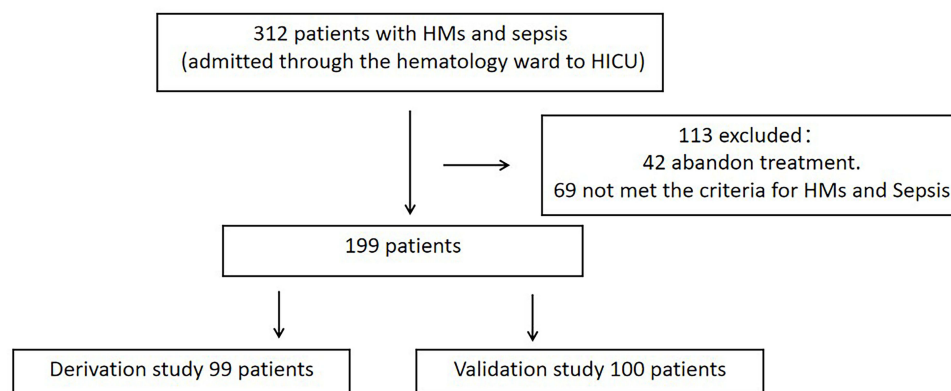 312 patients with HMs and sepsis
(admitted through the hematology ward to HICU)
113 excluded：
42 abandon treatment.
69 not met the criteria for HMs and Sepsis
199 patients
Derivation study 99 patients
Validation study 100 patients